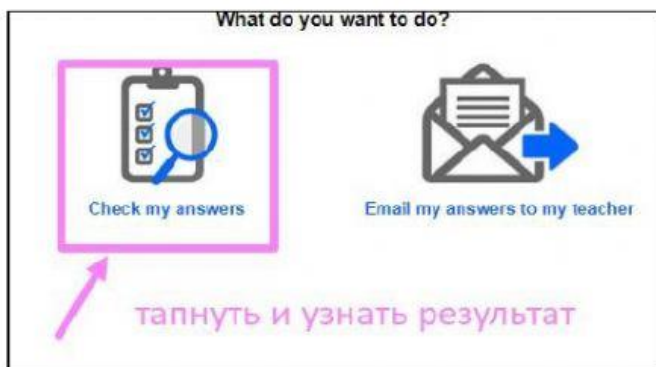 What do you want to do?
Check my answers
Email my answers to my teacher
тапнуть и узнать результат